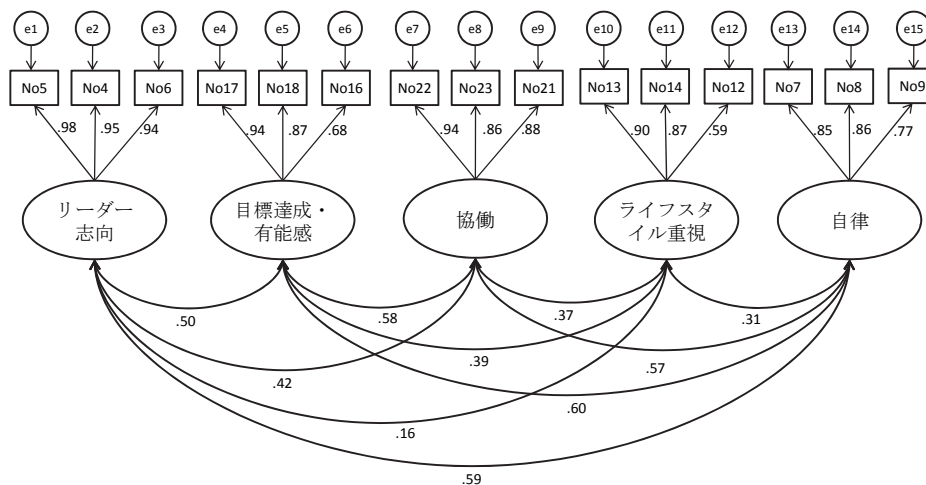 e1 e2 e3 e4 e5 e6 e7 e8 e9 e10 e11 e12 e13 e14 e15
No5 No4 No6 No17 No18 No16 No22 No23 No21 No13 No14 No12 No7 No8 No9
.98 .95 .94 .94 .87 .68 .94 .86 .88 .90 .87 .59 .85 .86 .77
リーダー
志向
目標達成・
有能感
協働
ライフスタ
イル重視
自律
.50 .58 .37 .31
.42 .39 .57
.16 .60
.59